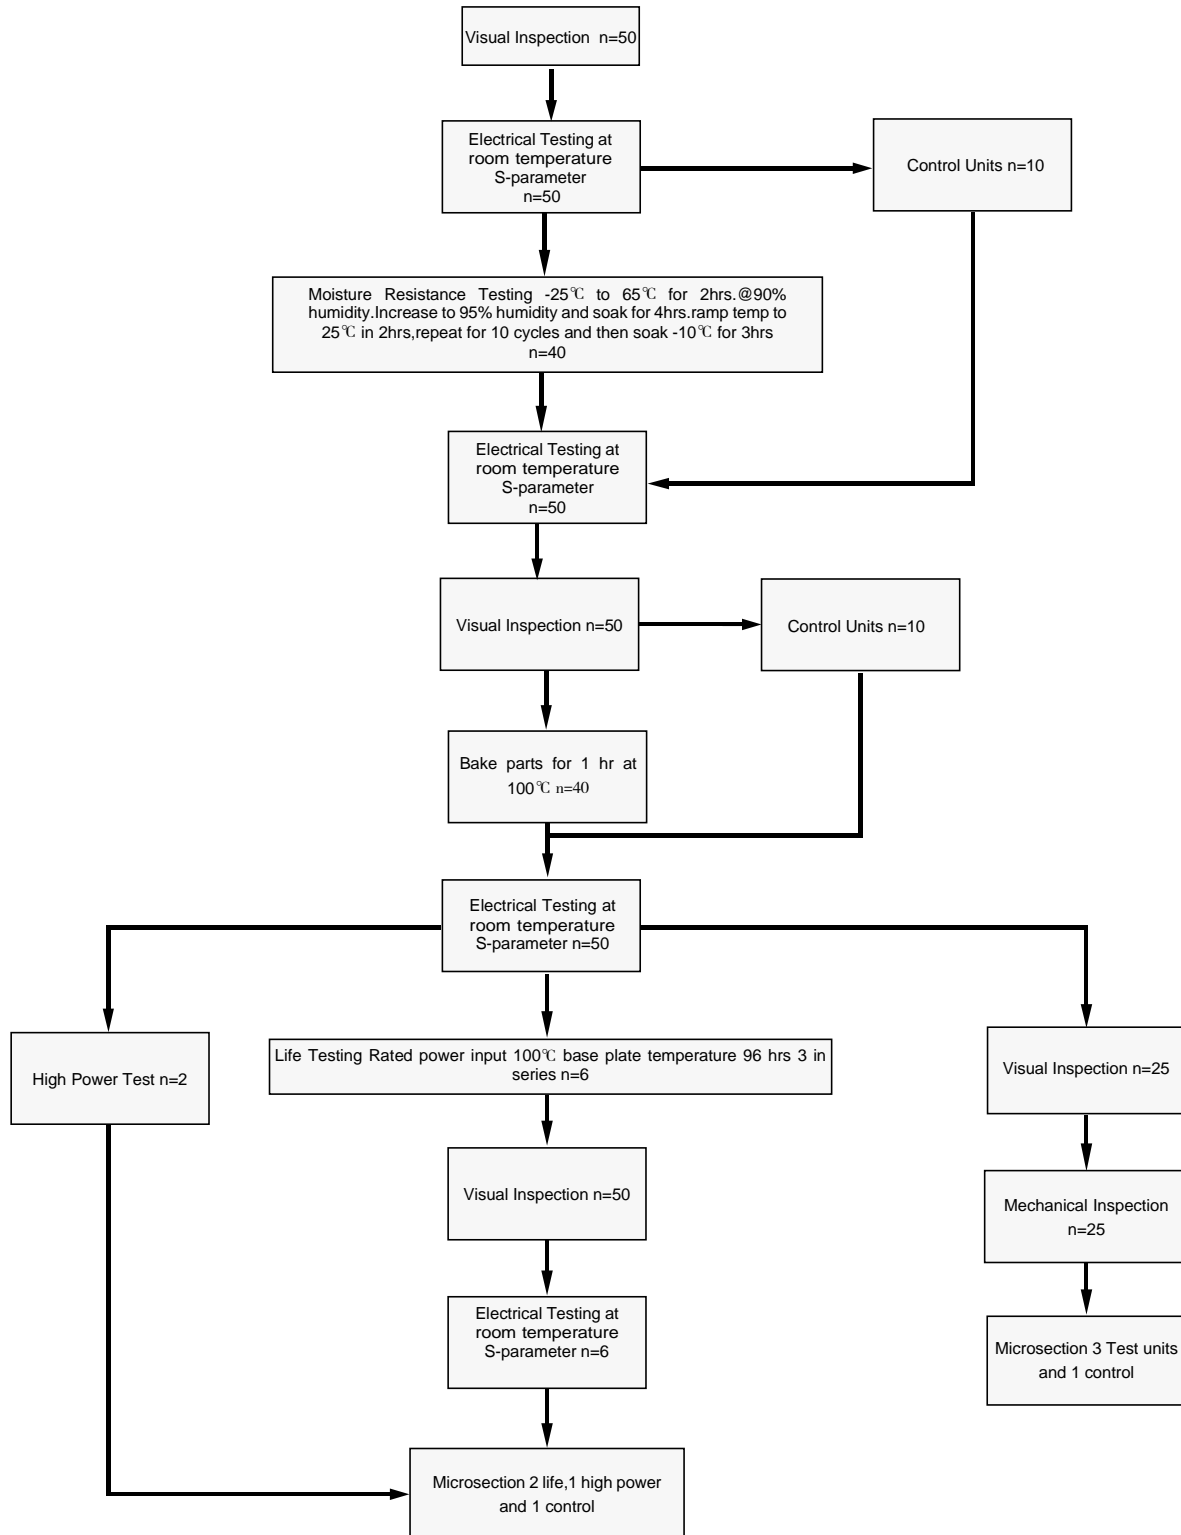 Visual Inspection n=50
Electrical Testing at
room temperature
S-parameter
n=50
Control Units n=10
Moisture Resistance Testing -25℃ to 65℃ for 2hrs.@90%
humidity.Increase to 95% humidity and soak for 4hrs.ramp temp to
25℃ in 2hrs,repeat for 10 cycles and then soak -10℃ for 3hrs
n=40
Electrical Testing at
room temperature
S-parameter
n=50
Visual Inspection n=50
Control Units n=10
Bake parts for 1 hr at
100℃ n=40
Electrical Testing at
room temperature
S-parameter n=50
High Power Test n=2
Life Testing Rated power input 100℃ base plate temperature 96 hrs 3 in
series n=6
Visual Inspection n=25
Visual Inspection n=50
Mechanical Inspection
n=25
Electrical Testing at
room temperature
S-parameter n=6
Microsection 3 Test units
and 1 control
Microsection 2 life,1 high power
and 1 control